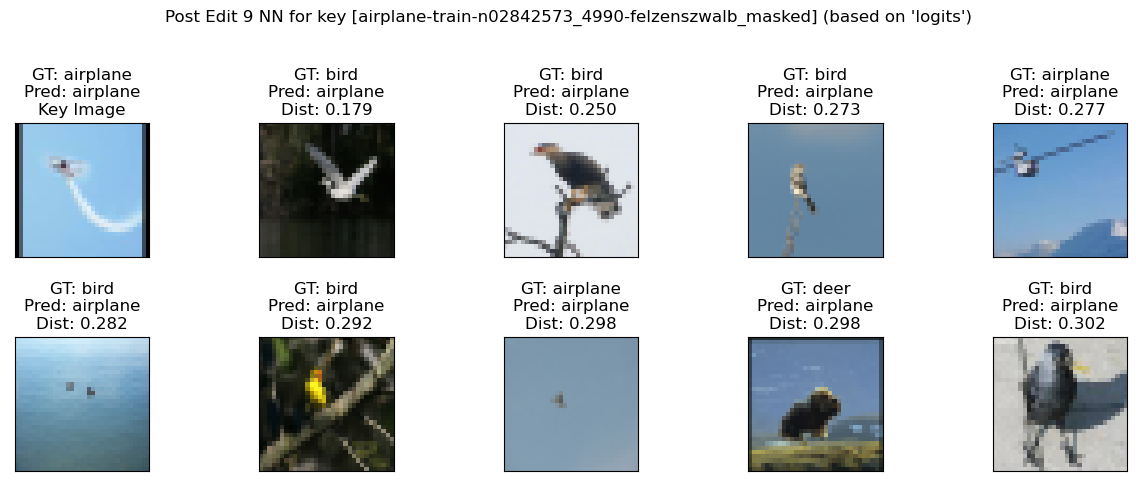 Post Edit 9 NN for key [airplane-train-n02842573_4990-felzenszwalb_masked] (based on 'logits')
GT: airplane
Pred: airplane
Key Image
GT: bird
Pred: airplane
Dist: 0.179
GT: bird
Pred: airplane
Dist: 0.250
GT: bird
Pred: airplane
Dist: 0.273
GT: airplane
Pred: airplane
Dist: 0.277
GT: bird
Pred: airplane
Dist: 0.282
GT: bird
Pred: airplane
Dist: 0.292
GT: airplane
Pred: airplane
Dist: 0.298
GT: deer
Pred: airplane
Dist: 0.298
GT: bird
Pred: airplane
Dist: 0.302